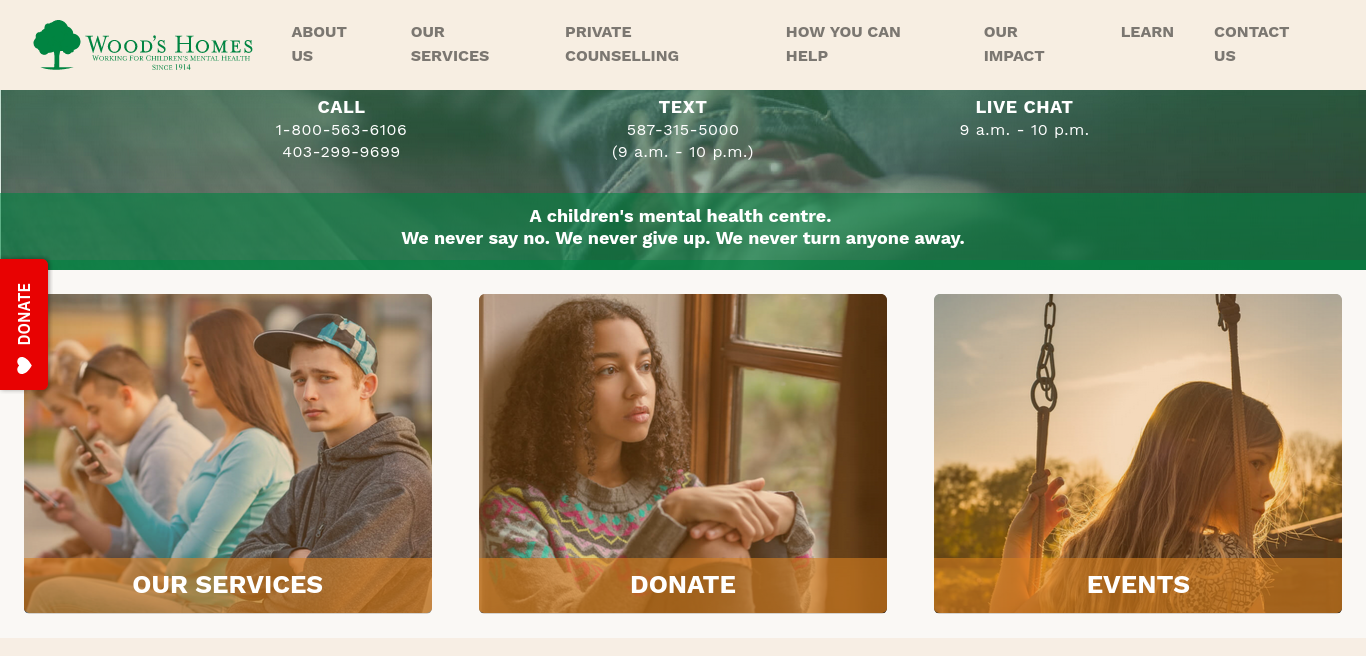 WOOD'S HOMES
WORKING FOR CHILDREN'S MENTAL HEALTH
SINCE 1914
ABOUT US
OUR SERVICES
PRIVATE COUNSELLING
HOW YOU CAN HELP
OUR IMPACT
LEARN
CONTACT US
CALL
1-800-563-6106
403-299-9699
TEXT
587-315-5000
(9 a.m. - 10 p.m.)
LIVE CHAT
9 a.m. - 10 p.m.
A children's mental health centre.
We never say no. We never give up. We never turn anyone away.
DONATE
OUR SERVICES
DONATE
EVENTS